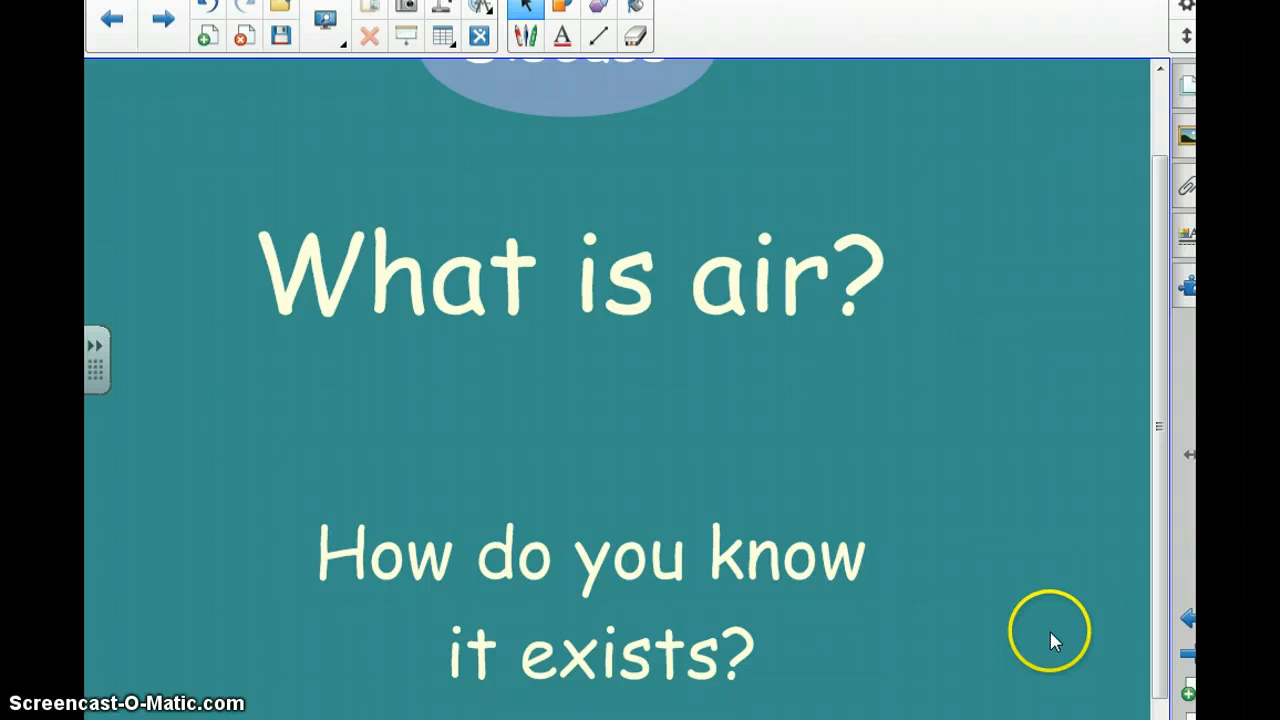 What is air?
How do you know
it exists?
Screencast-O-Matic.com